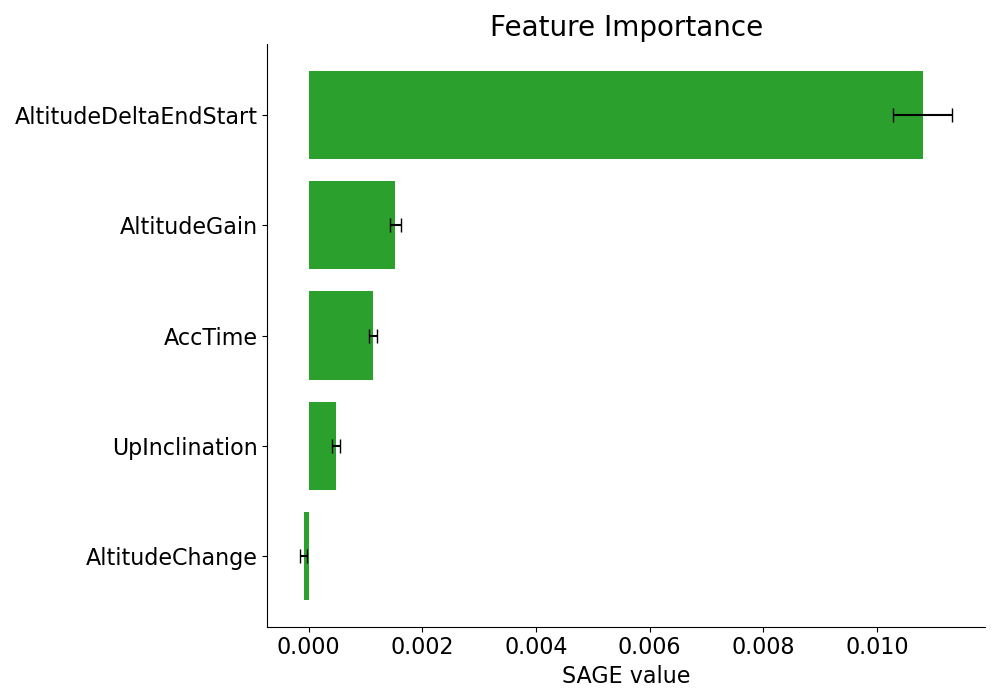 Feature Importance
AltitudeDeltaEndStart
AltitudeGain
AccTime
UpInclination
AltitudeChange
0.000 0.002 0.004 0.006 0.008 0.010
SAGE value